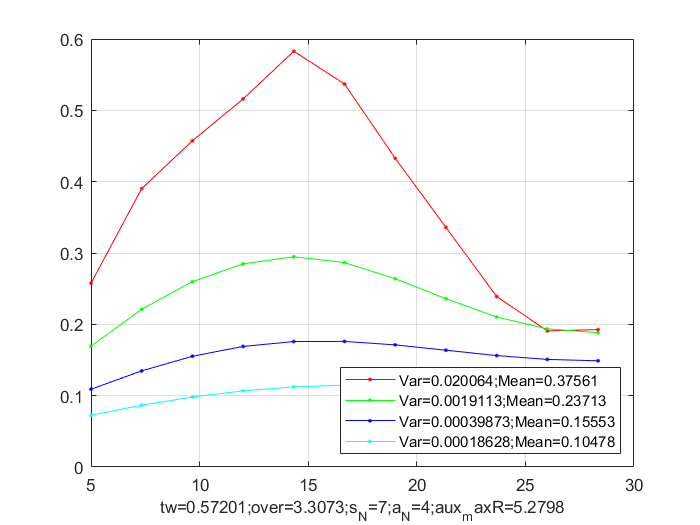 0.6
0.5
0.4
0.3
0.2
0.1
0
5 10 15 20 25 30
Var=0.020064;Mean=0.37561
Var=0.0019113;Mean=0.23713
Var=0.00039873;Mean=0.15553
Var=0.00018628;Mean=0.10478
tw=0.57201;over=3.3073;s_N=7;a_N=4;aux_maxR=5.2798